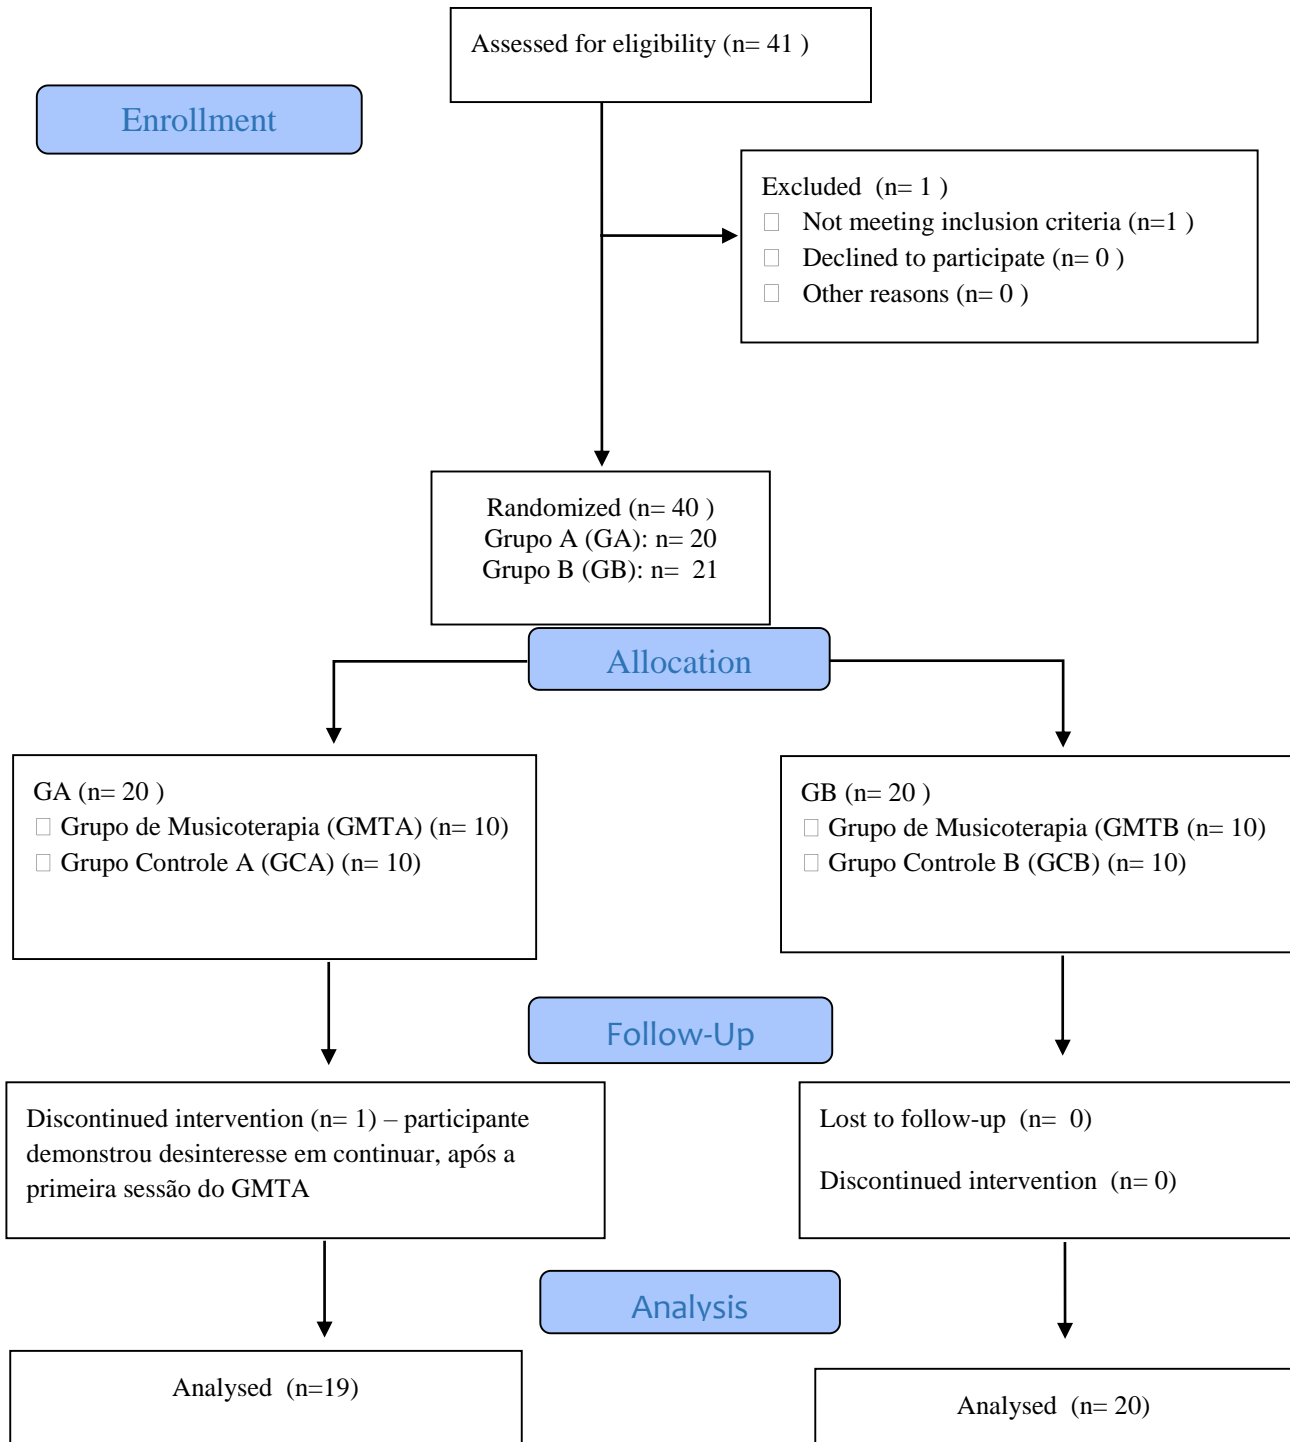 Assessed for eligibility (n= 41 )
Enrollment
Excluded  (n= 1 )
Not meeting inclusion criteria (n=1 )
Declined to participate (n= 0 )
Other reasons (n= 0 )
Randomized (n= 40 )
Grupo A (GA): n= 20
Grupo B (GB): n=  21
Allocation
GA (n= 20 )
Grupo de Musicoterapia (GMTA) (n= 10)
Grupo Controle A (GCA) (n= 10)
GB (n= 20 )
Grupo de Musicoterapia (GMTB (n= 10)
Grupo Controle B (GCB) (n= 10)
Follow-Up
Discontinued intervention (n= 1) – participante
demonstrou desinteresse em continuar, após a
primeira sessão do GMTA
Lost to follow-up  (n=  0)
Discontinued intervention  (n= 0)
Analysis
Analysed  (n=19)
Analysed  (n= 20)